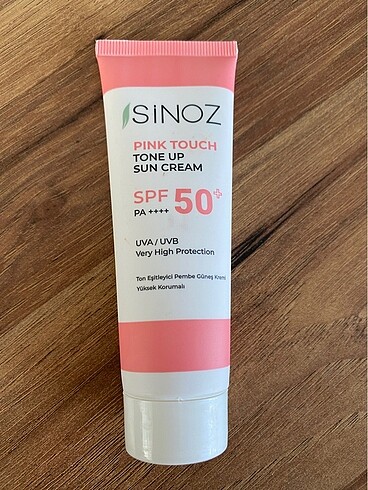 SiNOZ
PINK TOUCH
TONE UP
SUN CREAM
SPF 50+
PA ++++
UVA / UVB
Very High Protection
Ton Eşitleyici Pembe Güneş Kremi
Yüksek Korumalı